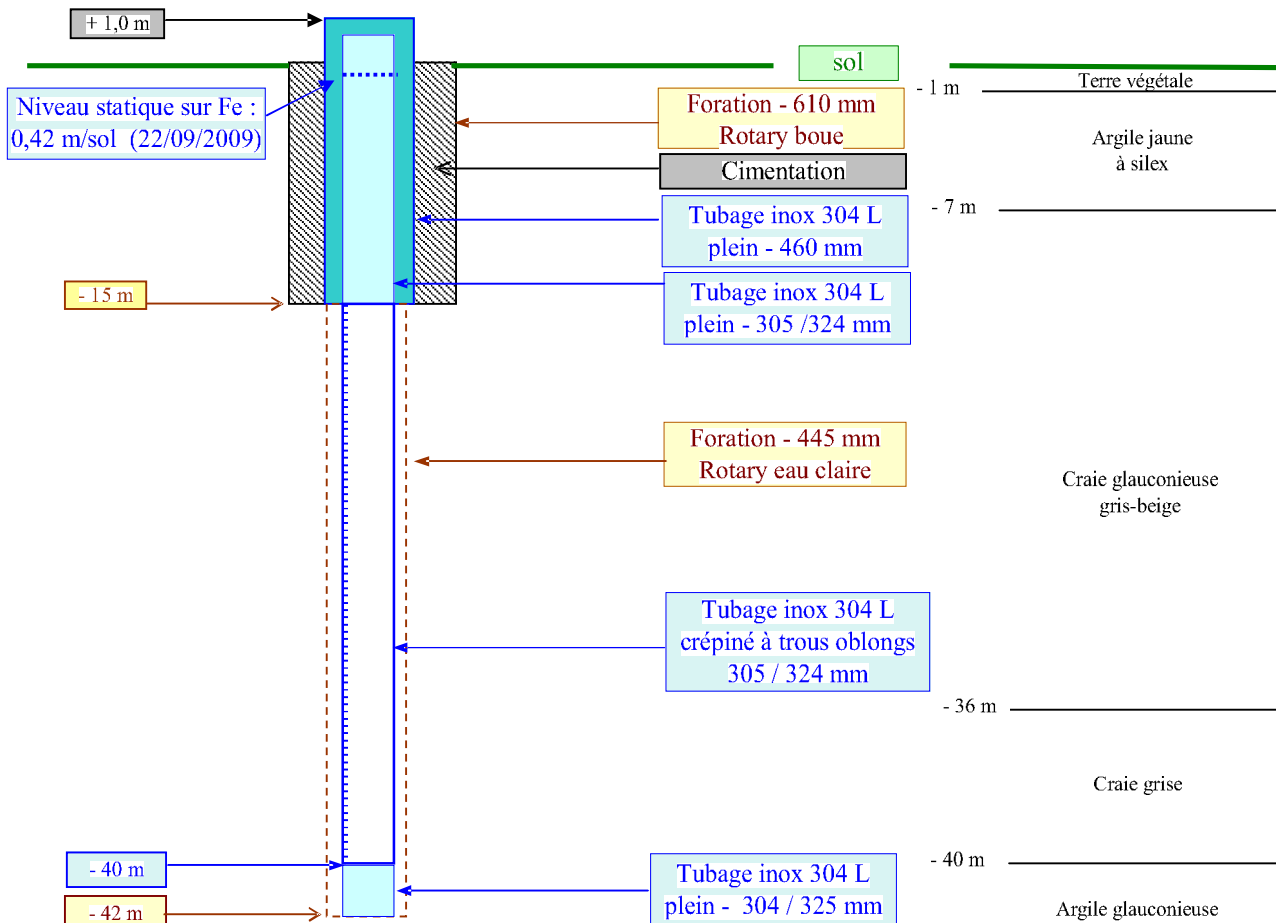 + 1,0 m
sol
Terre végétale
- 1 m
Niveau statique sur Fe :
0,42 m/sol (22/09/2009)
Foration - 610 mm
Rotary boue
Argile jaune
à silex
Cimentation
- 7 m
Tubage inox 304 L
plein - 460 mm
- 15 m
Tubage inox 304 L
plein - 305 /324 mm
Foration - 445 mm
Rotary eau claire
Craie glauconieuse
gris-beige
Tubage inox 304 L
crépiné à trous oblongs
305 / 324 mm
- 36 m
Craie grise
- 40 m
- 40 m
Tubage inox 304 L
plein - 304 / 325 mm
- 42 m
Argile glauconieuse